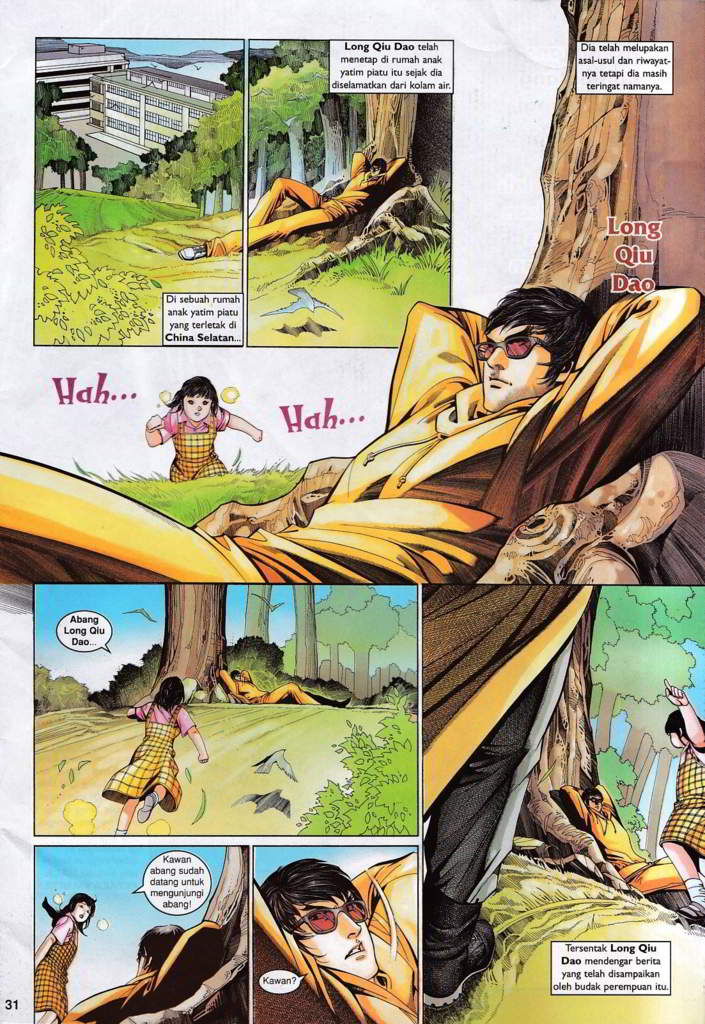 Di sebuah rumah
anak yatim piatu
yang terletak di
China Selatan...
Long Qiu Dao telah
menetap di rumah anak
yatim piatu itu sejak dia
diselamatkan dari kolam air.
Dia telah melupakan
asal-usul dan riwayat-
nya tetapi dia masih
teringat namanya.
Long
Qiu
Dao
Hah...
Hah...
Abang
Long Qiu
Dao...
Kawan
abang sudah
datang untuk
mengunjungi
abang!
Kawan?
Tersentak Long Qiu
Dao mendengar berita
yang telah disampaikan
oleh budak perempuan itu.
31